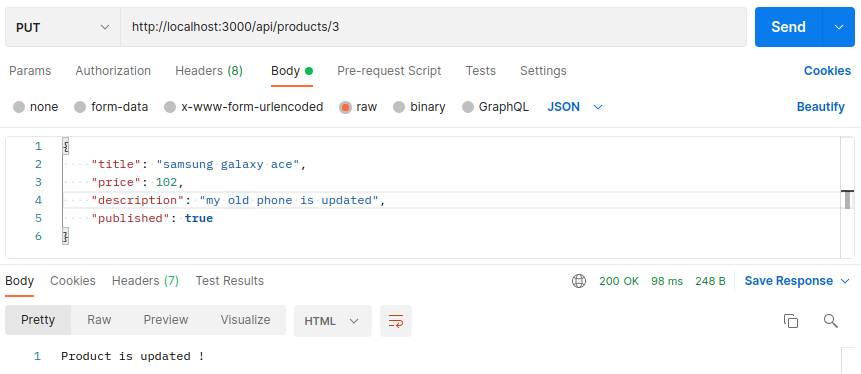 PUT http://localhost:3000/api/products/3 Send
Params Authorization Headers (8) Body Pre-request Script Tests Settings Cookies
none form-data x-www-form-urlencoded raw binary GraphQL JSON Beautify
1 {
2 "title": "samsung galaxy ace",
3 "price": 102,
4 "description": "my old phone is updated",
5 "published": true
6 }
Body Cookies Headers (7) Test Results 200 OK 98 ms 248 B Save Response
Pretty Raw Preview Visualize HTML
1 Product is updated !